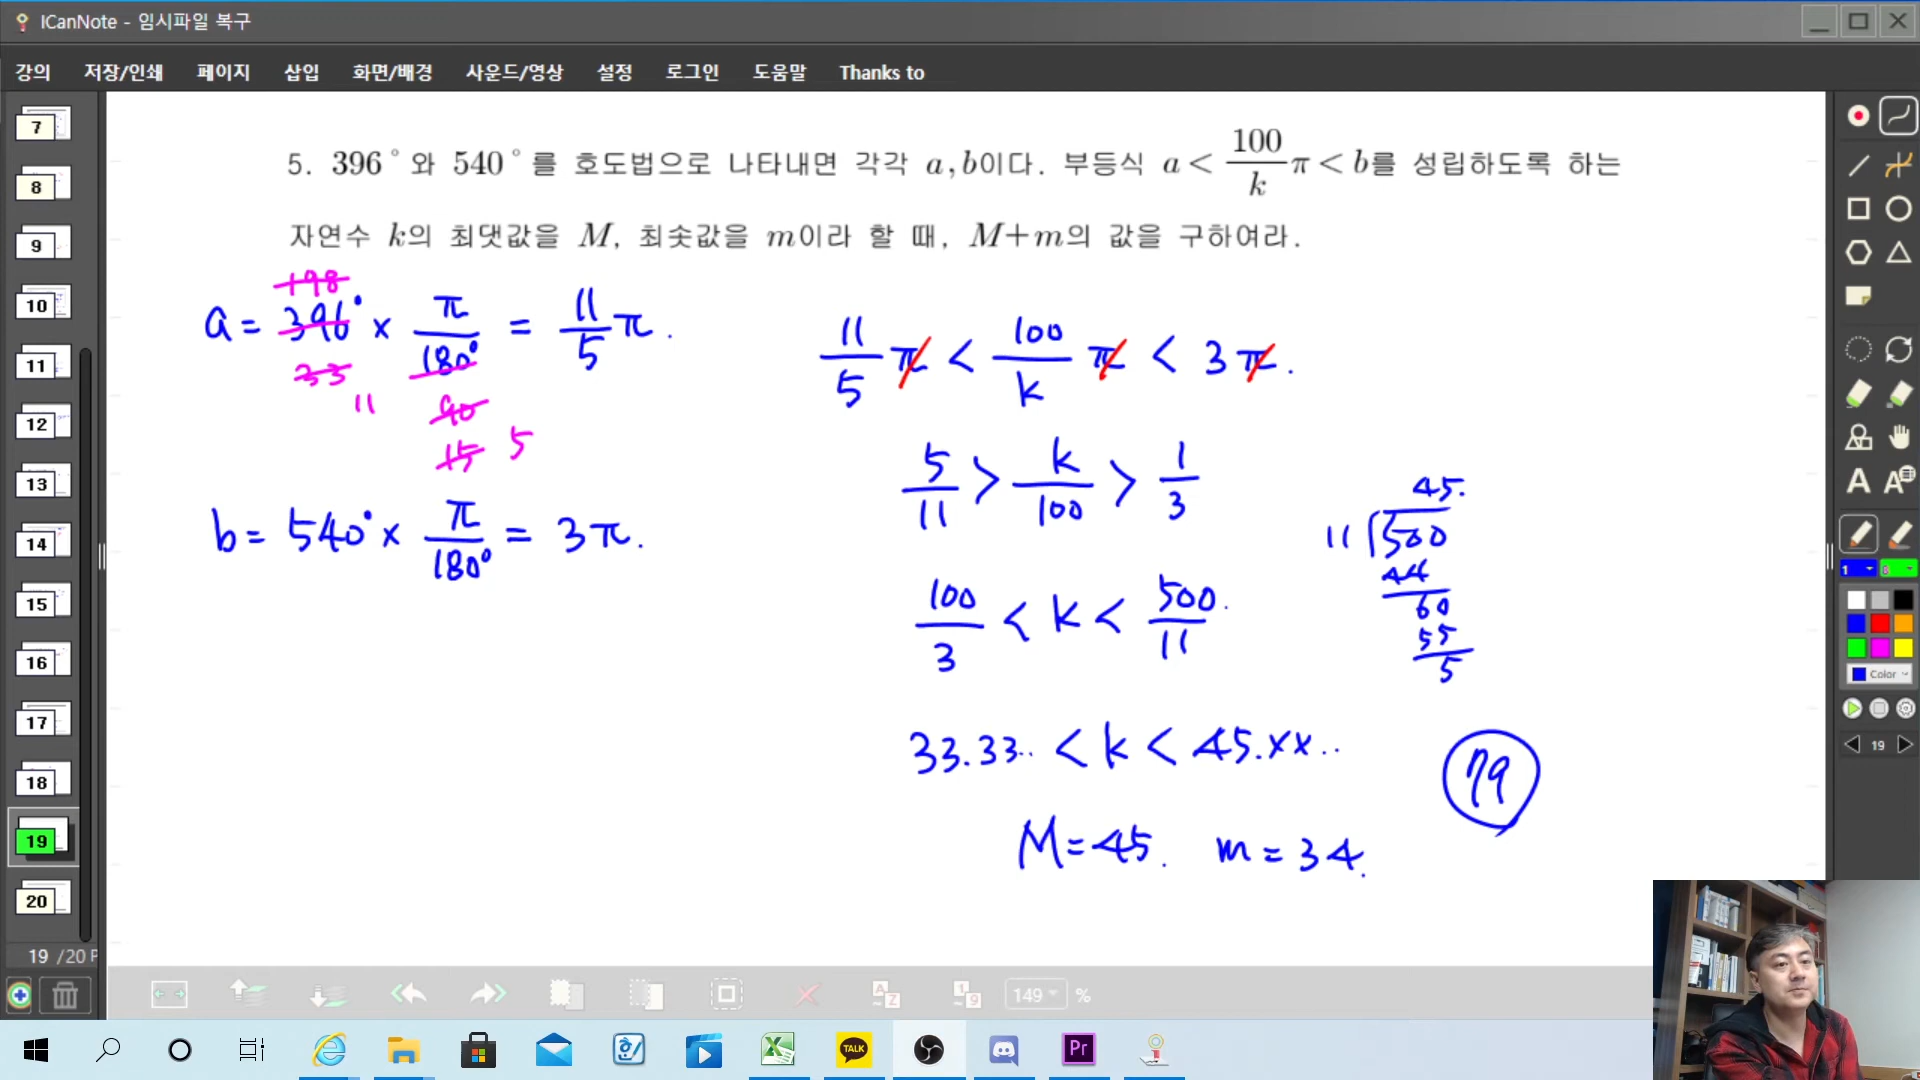 ICanNote - 임시파일 복구
강의 저장/인쇄 페이지 삽입 화면/배경 사운드/영상 설정 로그인 도움말 Thanks to
7
8
9
10
11
12
13
14
15
16
17
18
19
20
19 /20 P
5. 396°와 540°를 호도법으로 나타내면 각각 a, b이다. 부등식 a < 100/k π < b를 성립하도록 하는
자연수 k의 최댓값을 M, 최솟값을 m이라 할 때, M+m의 값을 구하여라.
198
a = 396° × π/180° = 11/5 π.
33
11
90
15 5
b = 540° × π/180° = 3π.
11/5 π < 100/k π < 3π.
5/11 > k/100 > 1/3
100/3 < k < 500/11.
33.33.. < k < 45.xx..
M = 45. m = 34.
45.
11 500
44
60
55
5
79
A A
1
8
Color
19
149 %
A Z
1 9
TALK
Pr